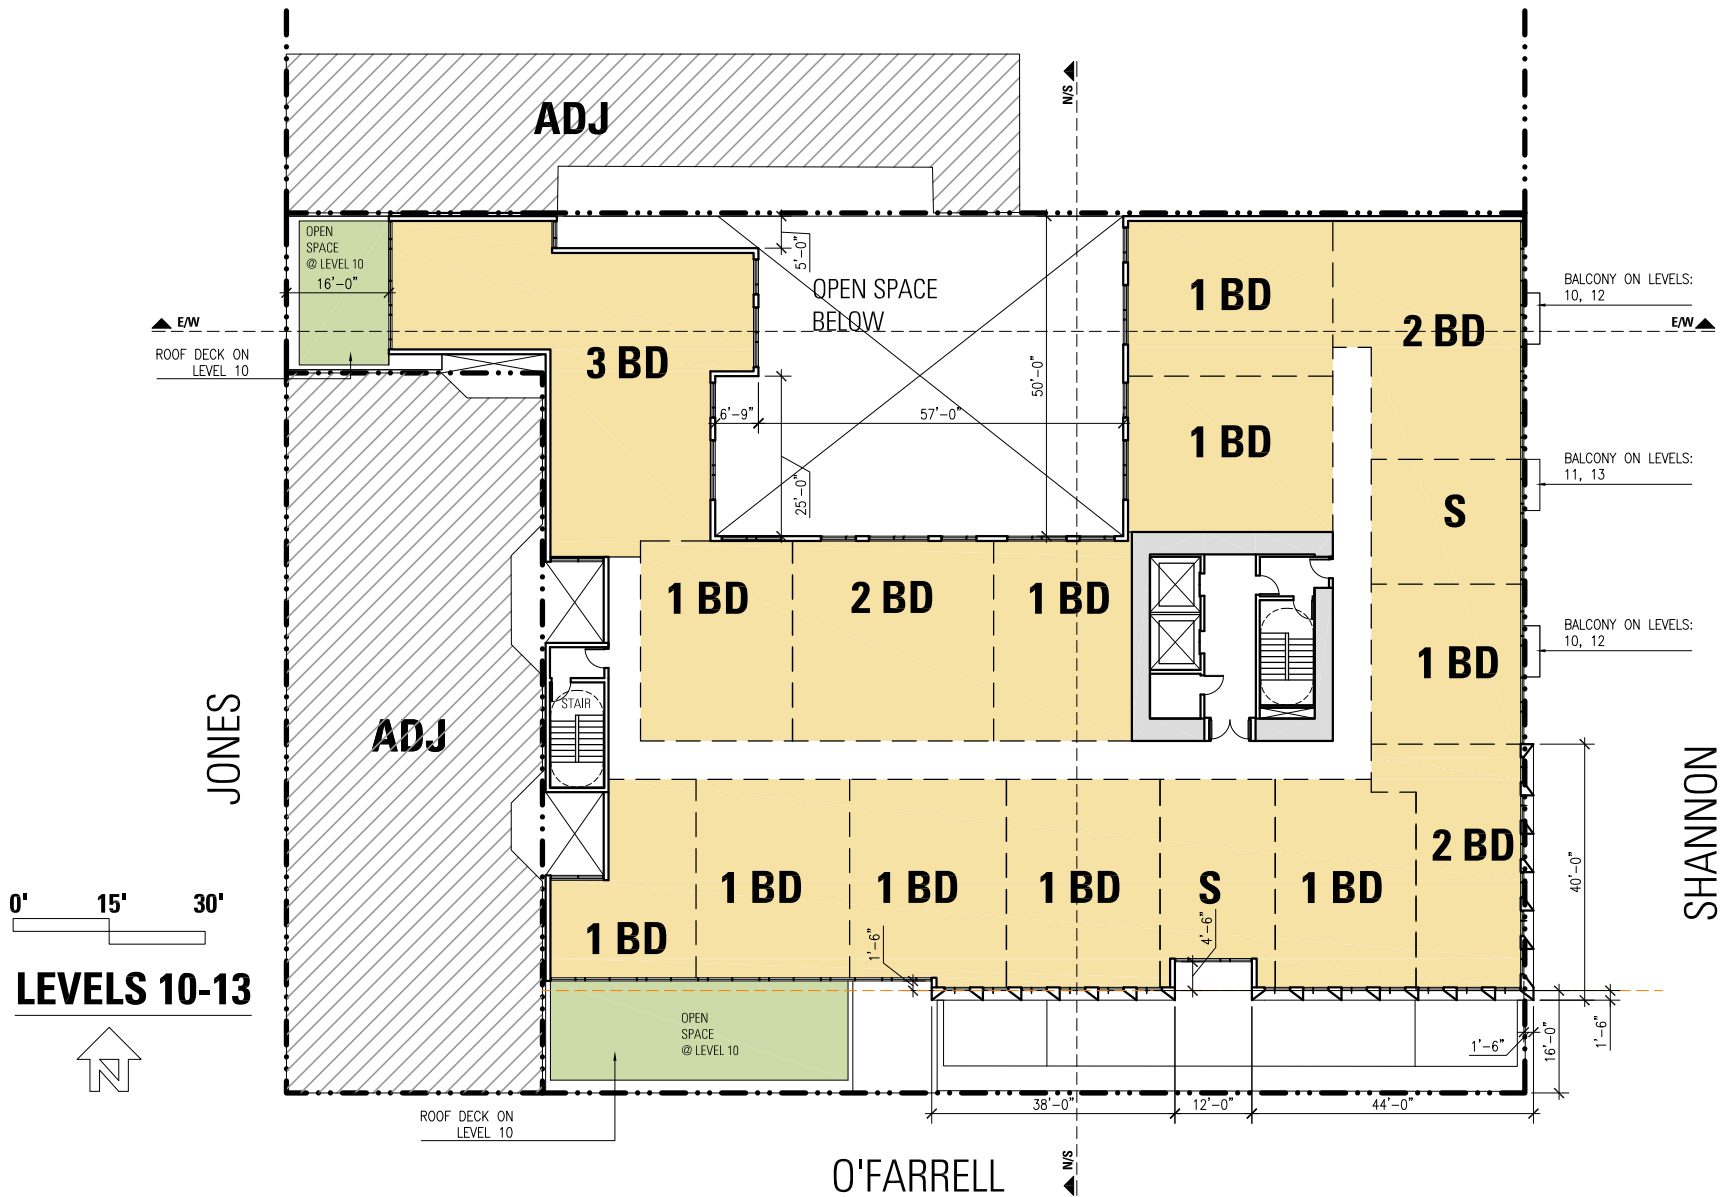 ADJ
N/S
OPEN
SPACE
@ LEVEL 10
16'-0"
5'-0"
OPEN SPACE
BELOW
1 BD
2 BD
BALCONY ON LEVELS:
10, 12
E/W
E/W
ROOF DECK ON
LEVEL 10
3 BD
50'-0"
6'-9"
57'-0"
1 BD
BALCONY ON LEVELS:
11, 13
25'-0"
S
1 BD
2 BD
1 BD
BALCONY ON LEVELS:
10, 12
1 BD
JONES
ADJ
STAIR
SHANNON
2 BD
40'-0"
1 BD
1 BD
1 BD
1 BD
S
1 BD
1'-6"
4'-6"
0'
15'
30'
LEVELS 10-13
N
OPEN
SPACE
@ LEVEL 10
1'-6"
16'-0"
1'-6"
38'-0"
12'-0"
44'-0"
ROOF DECK ON
LEVEL 10
O'FARRELL
N/S